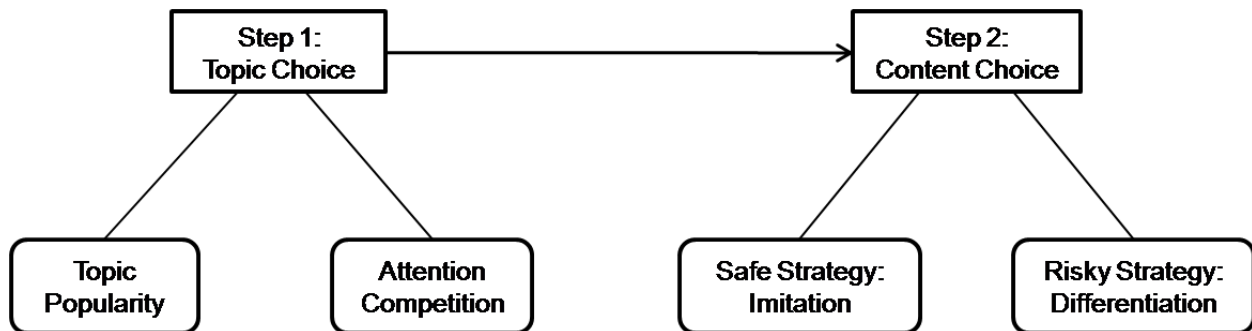 Step 1:
Topic Choice
Step 2:
Content Choice
Topic
Popularity
Attention
Competition
Safe Strategy:
Imitation
Risky Strategy:
Differentiation